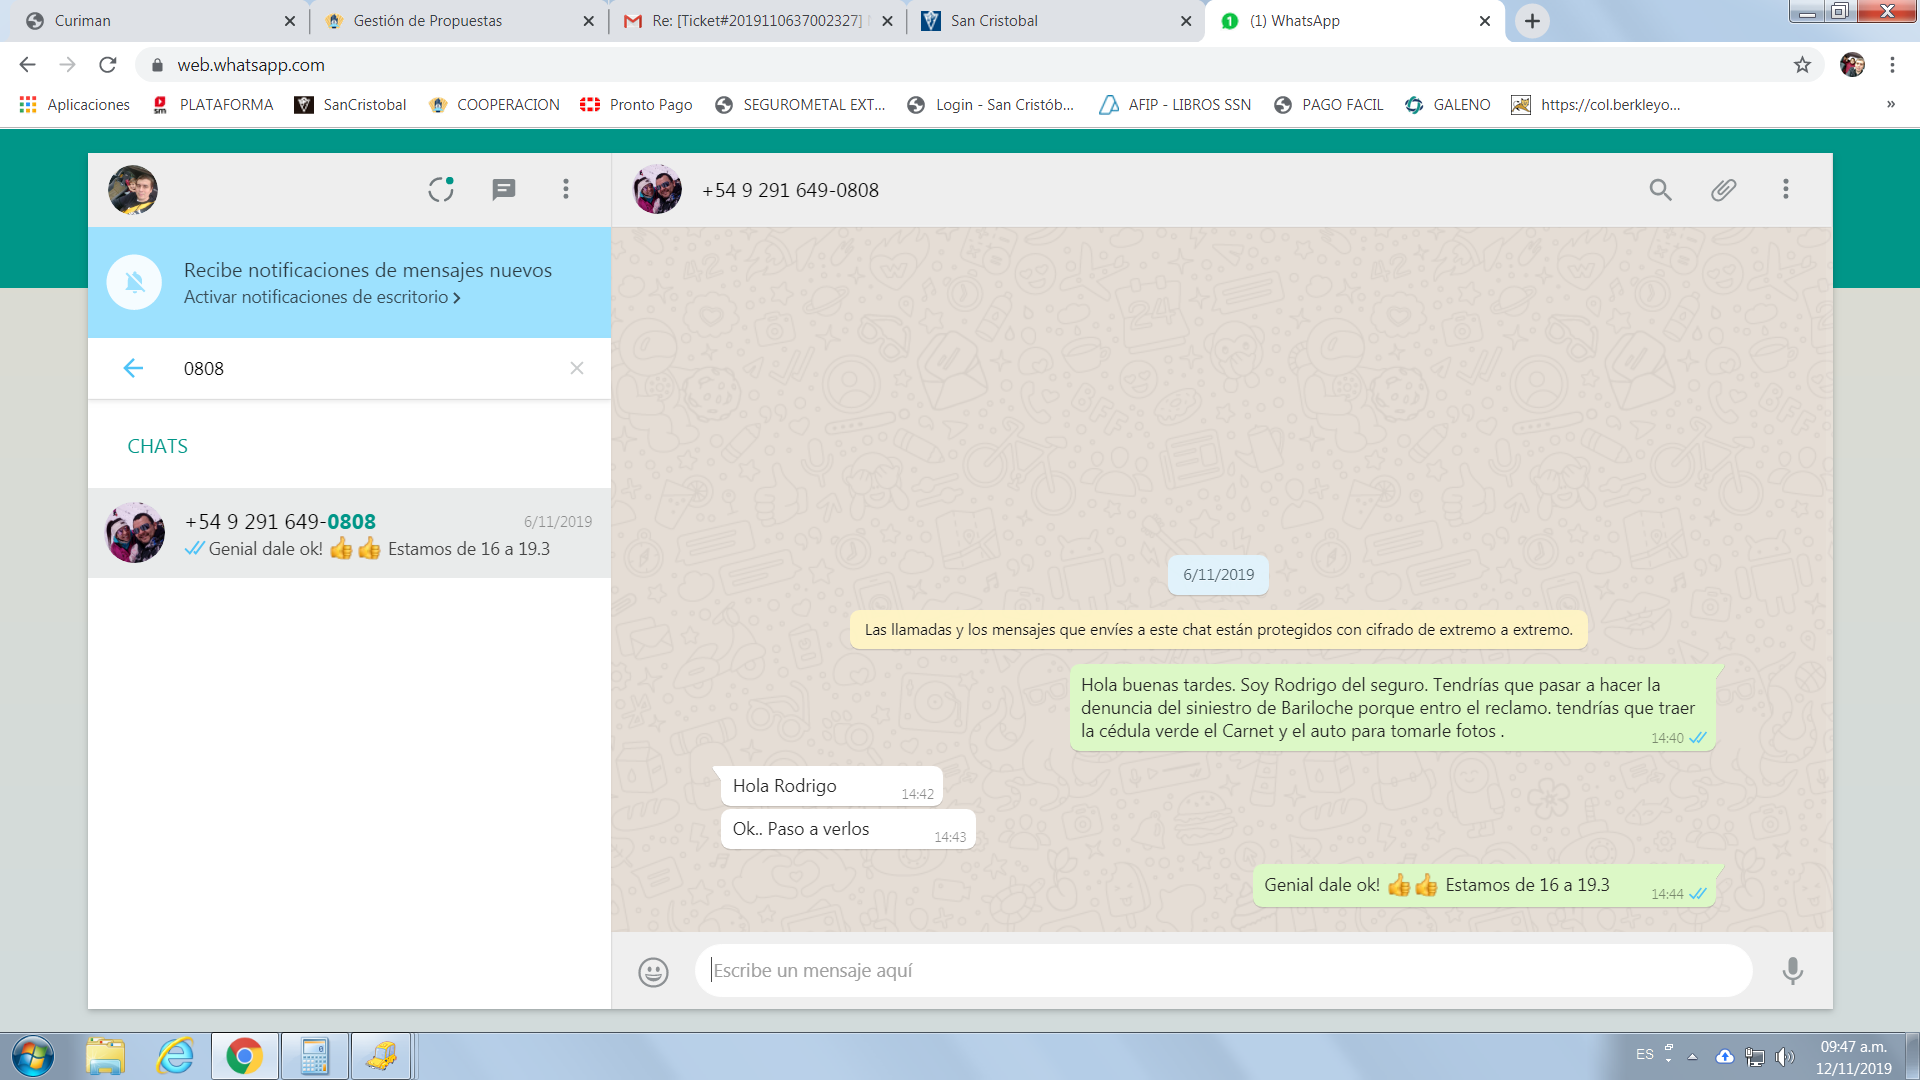 Curiman
Gestión de Propuestas
Re: [Ticket#2019110637002327]
San Cristobal
(1) WhatsApp
web.whatsapp.com
Aplicaciones
PLATAFORMA
SanCristobal
COOPERACION
Pronto Pago
SEGUROMETAL EXT...
Login - San Cristób...
AFIP - LIBROS SSN
PAGO FACIL
GALENO
https://col.berkleyo...
»
+54 9 291 649-0808
Recibe notificaciones de mensajes nuevos
Activar notificaciones de escritorio >
0808
CHATS
+54 9 291 649-0808
6/11/2019
Genial dale ok! 👍👍 Estamos de 16 a 19.3
6/11/2019
Las llamadas y los mensajes que envíes a este chat están protegidos con cifrado de extremo a extremo.
Hola buenas tardes. Soy Rodrigo del seguro. Tendrías que pasar a hacer la
denuncia del siniestro de Bariloche porque entro el reclamo. tendrías que traer
la cédula verde el Carnet y el auto para tomarle fotos .
14:40
Hola Rodrigo
14:42
Ok.. Paso a verlos
14:43
Genial dale ok! 👍👍 Estamos de 16 a 19.3
14:44
Escribe un mensaje aquí
ES
09:47 a.m.
12/11/2019